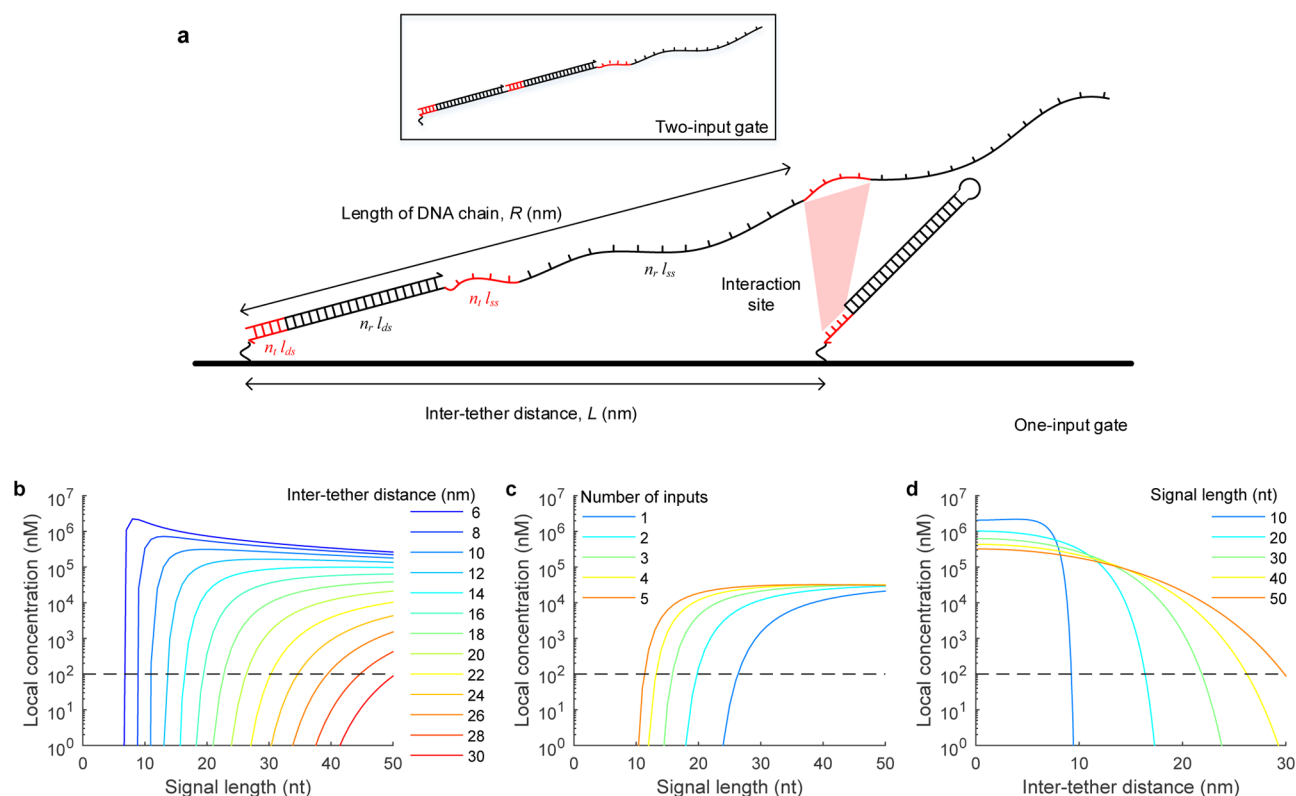 a
Two-input gate
Length of DNA chain, R (nm)
n_r l_ss
Interaction
site
n_t l_ss
n_r l_ds
n_t l_ds
Inter-tether distance, L (nm)
One-input gate
b
Inter-tether distance (nm)
10^7
10^6
10^5
10^4
10^3
10^2
10^1
10^0
Local concentration (nM)
0
10
20
30
40
50
Signal length (nt)
6
8
10
12
14
16
18
20
22
24
26
28
30
c
Number of inputs
1
2
3
4
5
10^7
10^6
10^5
10^4
10^3
10^2
10^1
10^0
Local concentration (nM)
0
10
20
30
40
50
Signal length (nt)
d
Signal length (nt)
10
20
30
40
50
10^7
10^6
10^5
10^4
10^3
10^2
10^1
10^0
Local concentration (nM)
0
10
20
30
Inter-tether distance (nm)